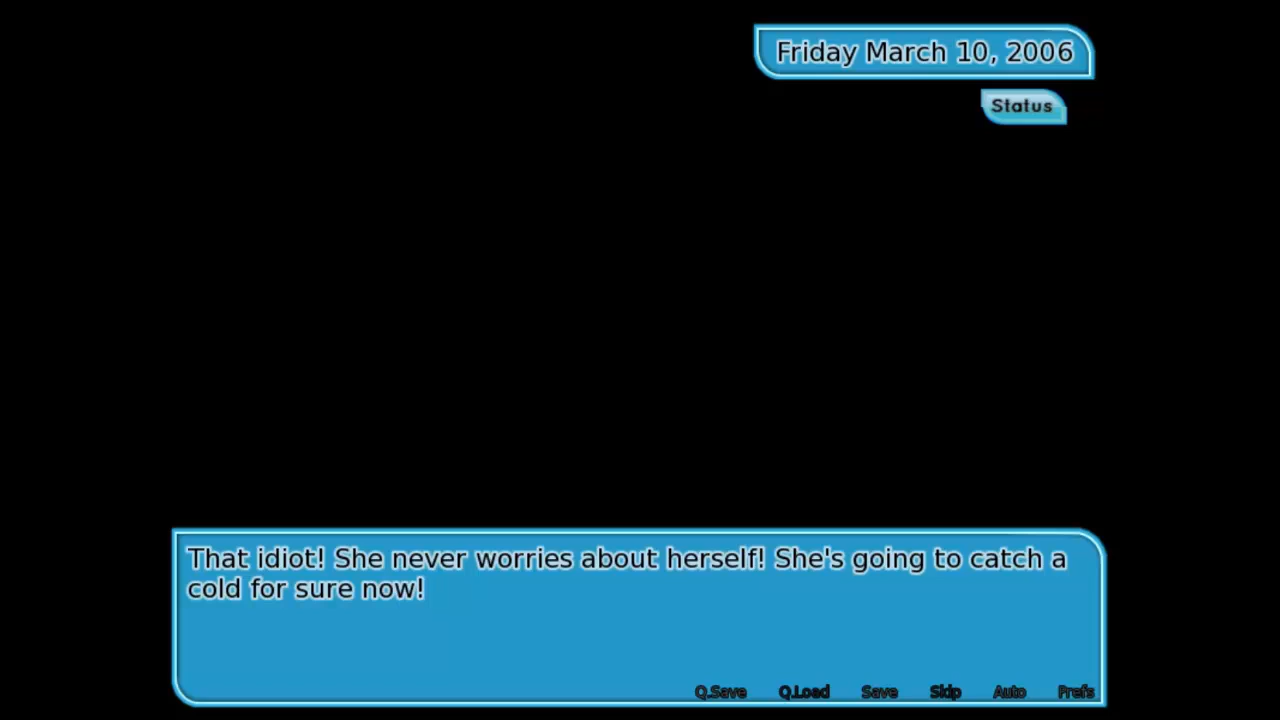 Friday March 10, 2006
Status
That idiot! She never worries about herself! She's going to catch a
cold for sure now!
Q.Save Q.Load Save Skip Auto Prefs